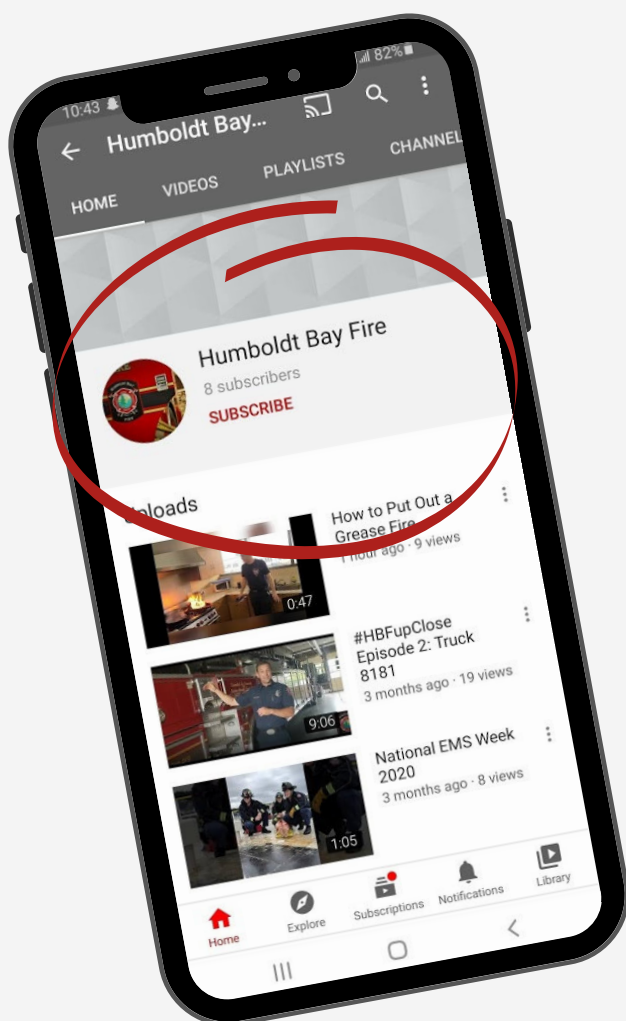 10:43
82%
Humboldt Bay...
HOME VIDEOS PLAYLISTS CHANNEL
Humboldt Bay Fire
8 subscribers
SUBSCRIBE
Uploads
How to Put Out a
Grease Fire
1 hour ago · 9 views
0:47
#HBFupClose
Episode 2: Truck
8181
3 months ago · 19 views
9:06
National EMS Week
2020
3 months ago · 8 views
1:05
Home Explore Subscriptions Notifications Library